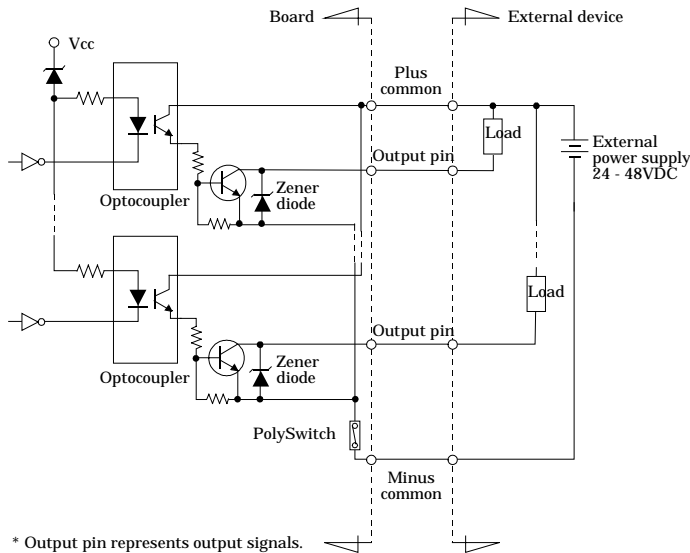 Board
External device
Vcc
Plus
common
Load
External
power supply
24 - 48VDC
Output pin
Zener
diode
Optocoupler
Load
Output pin
Zener
diode
Optocoupler
PolySwitch
Minus
common
* Output pin represents output signals.